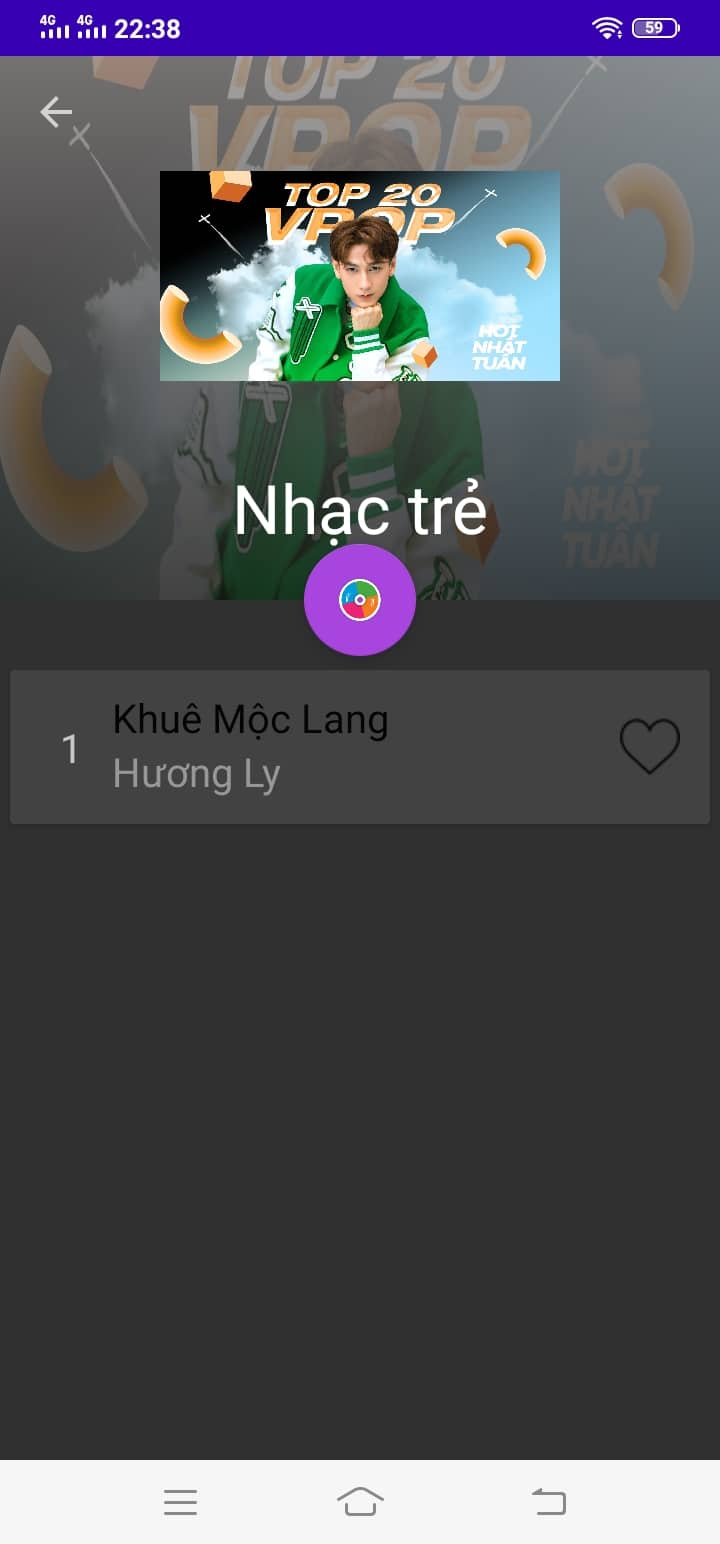 4G 4G 22:38 59
TOP 20
VPOP
TOP 20
VPOP
HOT
NHẤT
TUẦN
HOT
NHẤT
TUẦN
Nhạc trẻ
1
Khuê Mộc Lang
Hương Ly